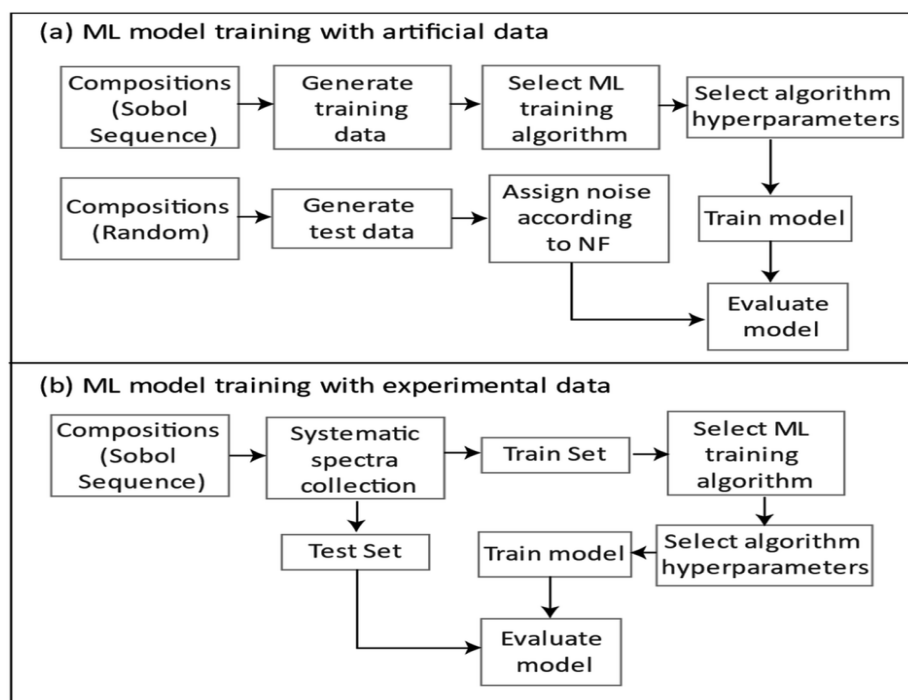 (a) ML model training with artificial data
Compositions
(Sobol
Sequence)
Generate
training
data
Select ML
training
algorithm
Select algorithm
hyperparameters
Compositions
(Random)
Generate
test data
Assign noise
according
to NF
Train model
Evaluate
model
(b) ML model training with experimental data
Compositions
(Sobol
Sequence)
Systematic
spectra
collection
Train Set
Select ML
training
algorithm
Test Set
Train model
Select algorithm
hyperparameters
Evaluate
model